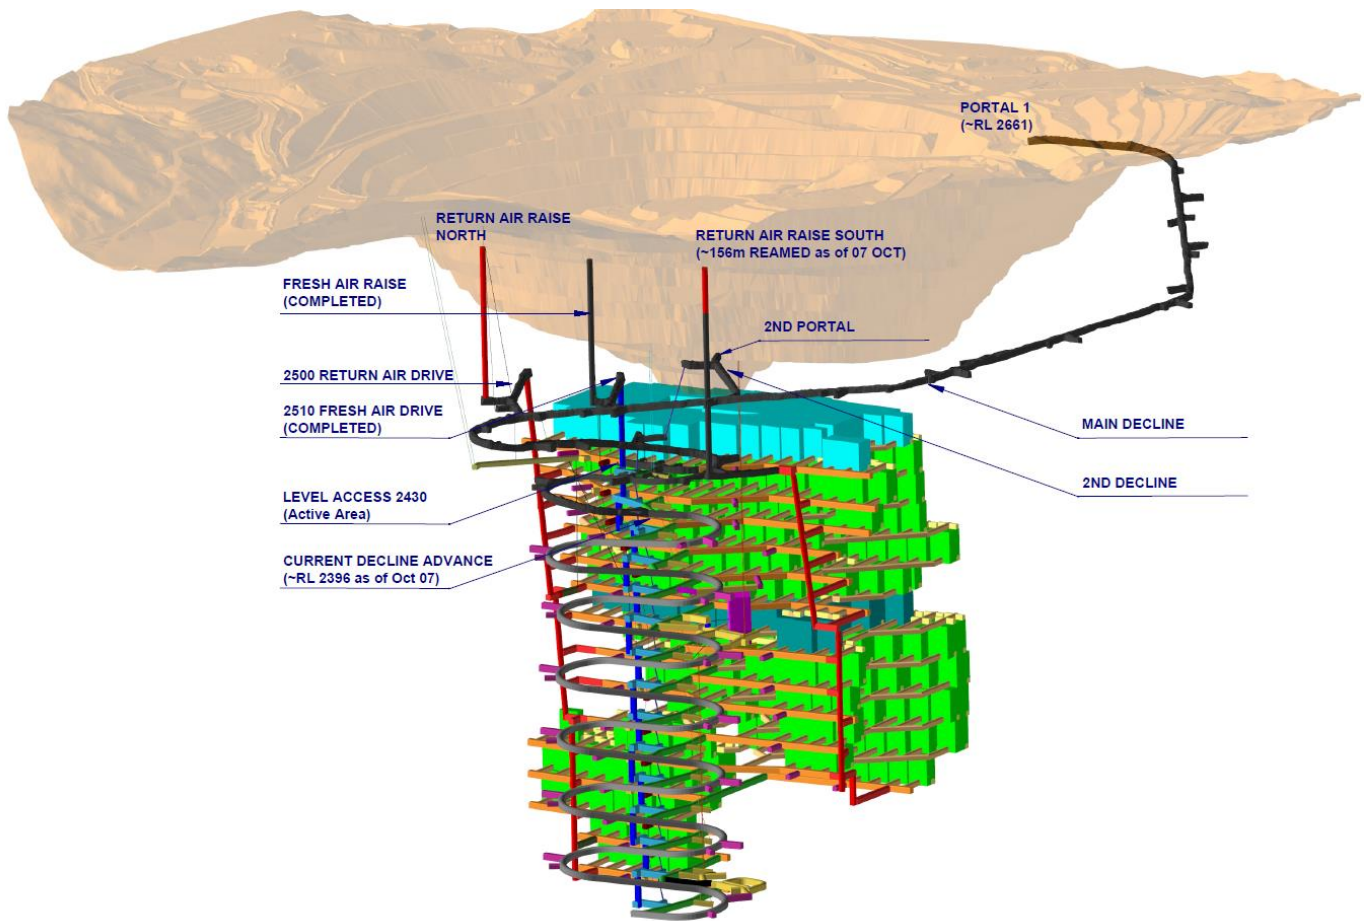 PORTAL 1
(~RL 2661)
RETURN AIR RAISE
NORTH
RETURN AIR RAISE SOUTH
(~156m REAMED as of 07 OCT)
FRESH AIR RAISE
(COMPLETED)
2ND PORTAL
2500 RETURN AIR DRIVE
2510 FRESH AIR DRIVE
(COMPLETED)
MAIN DECLINE
2ND DECLINE
LEVEL ACCESS 2430
(Active Area)
CURRENT DECLINE ADVANCE
(~RL 2396 as of Oct 07)